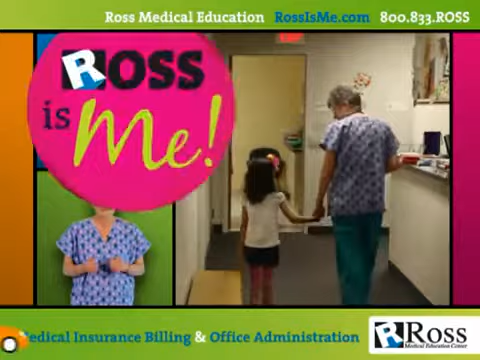 Ross Medical Education RossIsMe.com 800.833.ROSS
ROSS
is Me!
Medical Insurance Billing & Office Administration
R Ross
Medical Education Center